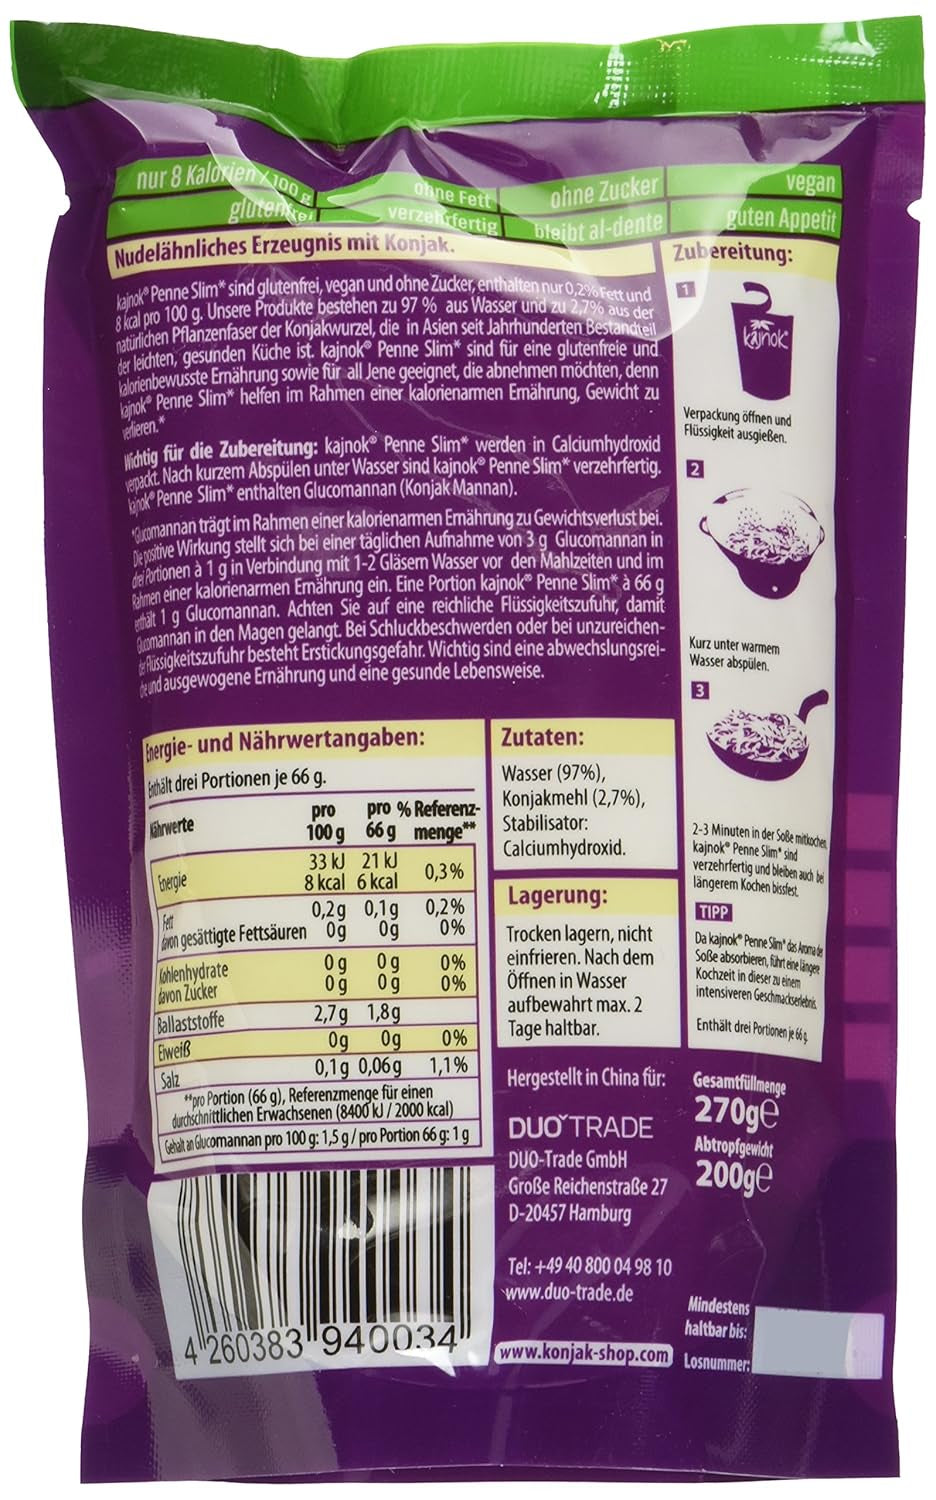 nur 8 Kalorien / 100 g
ohne Fett
ohne Zucker
vegan
glutenfrei
verzehrfertig
bleibt al-dente
guten Appetit
Nudelähnliches Erzeugnis mit Konjak.
kajnok® Penne Slim* sind glutenfrei, vegan und ohne Zucker, enthalten nur 0,2% Fett und
8 kcal pro 100 g. Unsere Produkte bestehen zu 97 % aus Wasser und zu 2,7% aus der
natürlichen Pflanzenfaser der Konjakwurzel, die in Asien seit Jahrhunderten Bestandteil
der leichten, gesunden Küche ist. kajnok® Penne Slim* sind für eine glutenfreie und
kalorienbewusste Ernährung sowie für all Jene geeignet, die abnehmen möchten, denn
kajnok® Penne Slim* helfen im Rahmen einer kalorienarmen Ernährung, Gewicht zu
verlieren.*
Wichtig für die Zubereitung: kajnok® Penne Slim* werden in Calciumhydroxid
verpackt. Nach kurzem Abspülen unter Wasser sind kajnok® Penne Slim* verzehrfertig.
kajnok® Penne Slim* enthalten Glucomannan (Konjak Mannan).
*Glucomannan trägt im Rahmen einer kalorienarmen Ernährung zu Gewichtsverlust bei.
Die positive Wirkung stellt sich bei einer täglichen Aufnahme von 3 g Glucomannan in
drei Portionen à 1 g in Verbindung mit 1-2 Gläsern Wasser vor den Mahlzeiten und im
Rahmen einer kalorienarmen Ernährung ein. Eine Portion kajnok® Penne Slim* à 66 g
enthält 1 g Glucomannan. Achten Sie auf eine reichliche Flüssigkeitszufuhr, damit
Glucomannan in den Magen gelangt. Bei Schluckbeschwerden oder bei unzureichen-
der Flüssigkeitszufuhr besteht Erstickungsgefahr. Wichtig sind eine abwechslungsrei-
che und ausgewogene Ernährung und eine gesunde Lebensweise.
Energie- und Nährwertangaben:
Enthält drei Portionen je 66 g.
Nährwerte pro 100 g pro 66 g % Referenz-menge**
Energie 33 kJ 21 kJ 0,3%
8 kcal 6 kcal
Fett 0,2g 0,1g 0,2%
davon gesättigte Fettsäuren 0g 0g 0%
Kohlenhydrate 0 g 0 g 0%
davon Zucker 0 g 0 g 0%
Ballaststoffe 2,7g 1,8g
Eiweiß 0g 0g 0%
Salz 0,1g 0,06g 1,1%
**pro Portion (66 g), Referenzmenge für einen
durchschnittlichen Erwachsenen (8400 kJ / 2000 kcal)
Gehalt an Glucomannan pro 100 g: 1,5 g / pro Portion 66 g: 1 g
4 260383 940034
Zutaten:
Wasser (97%),
Konjakmehl (2,7%),
Stabilisator:
Calciumhydroxid.
Lagerung:
Trocken lagern, nicht
einfrieren. Nach dem
Öffnen in Wasser
aufbewahrt max. 2
Tage haltbar.
Hergestellt in China für:
DUO TRADE
DUO-Trade GmbH
Große Reichenstraße 27
D-20457 Hamburg
Tel: +49 40 800 04 98 10
www.duo-trade.de
www.konjak-shop.com
Zubereitung:
1
kajnok®
Verpackung öffnen und
Flüssigkeit ausgießen.
2
Kurz unter warmem
Wasser abspülen.
3
2-3 Minuten in der Soße mitkochen.
kajnok® Penne Slim* sind
verzehrfertig und bleiben auch bei
längerem Kochen bissfest.
TIPP
Da kajnok® Penne Slim* das Aroma der
Soße absorbieren, führt eine längere
Kochzeit in dieser zu einem
intensiveren Geschmackserlebnis.
Enthält drei Portionen je 66 g.
Gesamtfüllmenge
270g℮
Abtropfgewicht
200g℮
Mindestens
haltbar bis:
Losnummer: